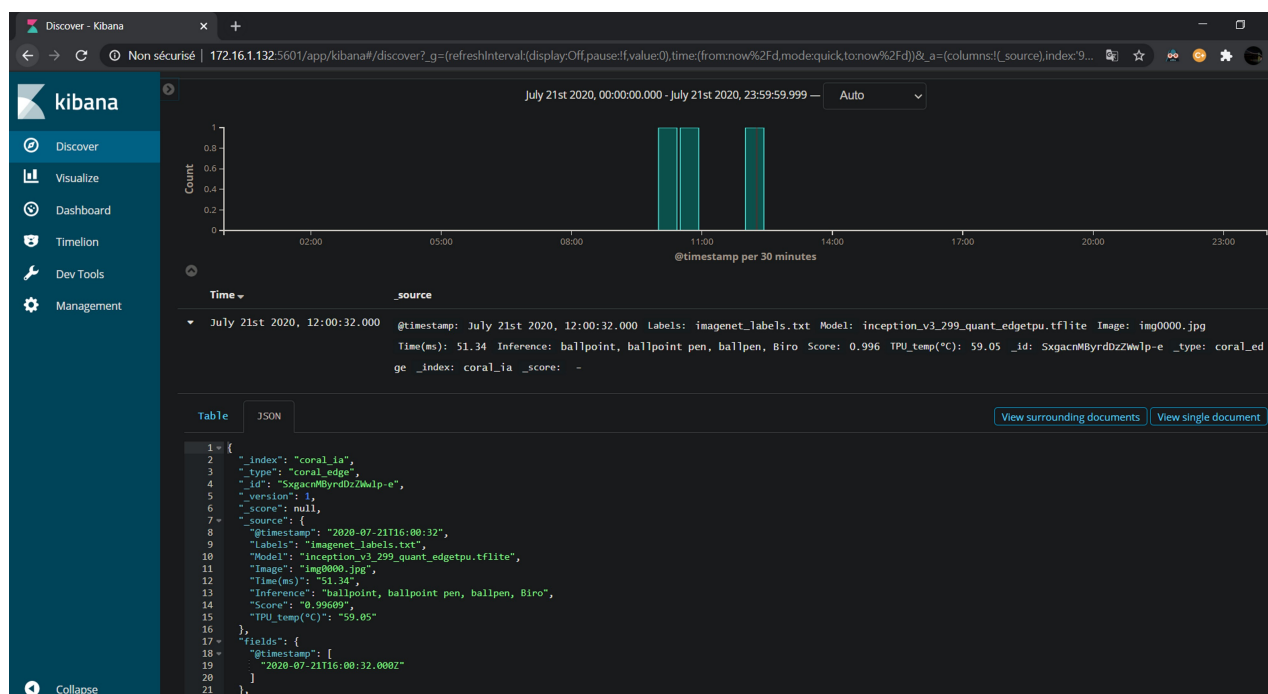 Discover - Kibana
Non sécurisé | 172.16.1.132:5601/app/kibana#/discover?_g=(refreshInterval:(display:Off,pause:!f,value:0),time:(from:now%2Fd,mode:quick,to:now%2Fd))&_a=(columns:!(_source),index:'9...
kibana
Discover
Visualize
Dashboard
Timelion
Dev Tools
Management
Collapse
July 21st 2020, 00:00:00.000 - July 21st 2020, 23:59:59.999 — Auto
Count
1
0.8
0.6
0.4
0.2
0
02:00 05:00 08:00 11:00 14:00 17:00 20:00 23:00
@timestamp per 30 minutes
Time _source
July 21st 2020, 12:00:32.000 @timestamp: July 21st 2020, 12:00:32.000 Labels: imagenet_labels.txt Model: inception_v3_299_quant_edgetpu.tflite Image: img0000.jpg
Time(ms): 51.34 Inference: ballpoint, ballpoint pen, ballpen, Biro Score: 0.996 TPU_temp(°C): 59.05 _id: SxgacnMByrdDzZWwlp-e _type: coral_ed
ge _index: coral_ia _score: -
Table JSON View surrounding documents View single document
1 {
2 "_index": "coral_ia",
3 "_type": "coral_edge",
4 "_id": "SxgacnMByrdDzZWwlp-e",
5 "_version": 1,
6 "_score": null,
7 "_source": {
8 "@timestamp": "2020-07-21T16:00:32",
9 "Labels": "imagenet_labels.txt",
10 "Model": "inception_v3_299_quant_edgetpu.tflite",
11 "Image": "img0000.jpg",
12 "Time(ms)": "51.34",
13 "Inference": "ballpoint, ballpoint pen, ballpen, Biro",
14 "Score": "0.99609",
15 "TPU_temp(°C)": "59.05"
16 },
17 "fields": {
18 "@timestamp": [
19 "2020-07-21T16:00:32.000Z"
20 ]
21 },